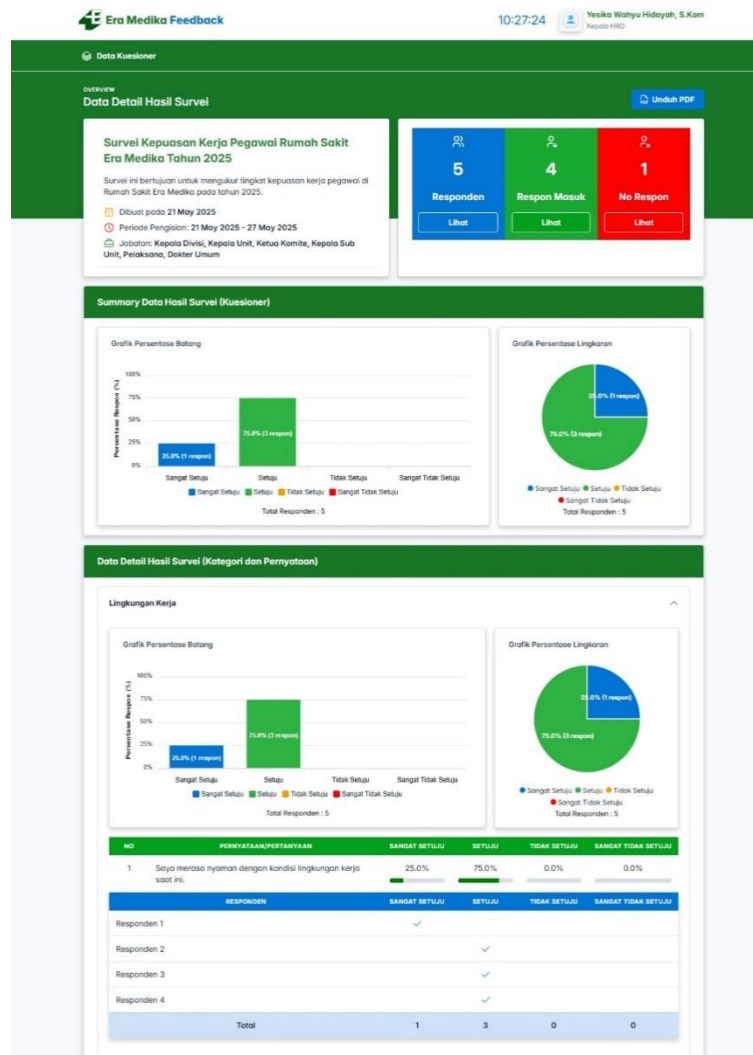 Era Medika Feedback
10:27:24
Yesika Wahyu Hidayah, S.Kom
Kepala HRD
Data Kuesioner
OVERVIEW
Data Detail Hasil Survei
Unduh PDF
Survei Kepuasan Kerja Pegawai Rumah Sakit
Era Medika Tahun 2025
Survei ini bertujuan untuk mengukur tingkat kepuasan kerja pegawai di
Rumah Sakit Era Medika pada tahun 2025.
Dibuat pada 21 May 2025
Periode Pengisian: 21 May 2025 - 27 May 2025
Jabatan: Kepala Divisi, Kepala Unit, Ketua Komite, Kepala Sub
Unit, Pelaksana, Dokter Umum
5
Responden
Lihat
4
Respon Masuk
Lihat
1
No Respon
Lihat
Summary Data Hasil Survei (Kuesioner)
Grafik Persentase Batang
Persentase Respon (%)
100%
75%
50%
25%
0%
25.0% (1 respon)
75.0% (3 respon)
Sangat Setuju Setuju Tidak Setuju Sangat Tidak Setuju
Sangat Setuju Setuju Tidak Setuju Sangat Tidak Setuju
Total Responden : 5
Grafik Persentase Lingkaran
25.0% (1 respon)
75.0% (3 respon)
Sangat Setuju Setuju Tidak Setuju
Sangat Tidak Setuju
Total Responden : 5
Data Detail Hasil Survei (Kategori dan Pernyataan)
Lingkungan Kerja
Grafik Persentase Batang
Persentase Respon (%)
100%
75%
50%
25%
0%
25.0% (1 respon)
75.0% (3 respon)
Sangat Setuju Setuju Tidak Setuju Sangat Tidak Setuju
Sangat Setuju Setuju Tidak Setuju Sangat Tidak Setuju
Total Responden : 5
Grafik Persentase Lingkaran
25.0% (1 respon)
75.0% (3 respon)
Sangat Setuju Setuju Tidak Setuju
Sangat Tidak Setuju
Total Responden : 5
NO PERNYATAAN/PERTANYAAN SANGAT SETUJU SETUJU TIDAK SETUJU SANGAT TIDAK SETUJU
1 Saya merasa nyaman dengan kondisi lingkungan kerja 25.0% 75.0% 0.0% 0.0%
saat ini.
RESPONDEN SANGAT SETUJU SETUJU TIDAK SETUJU SANGAT TIDAK SETUJU
Responden 1 ✓
Responden 2 ✓
Responden 3 ✓
Responden 4 ✓
Total 1 3 0 0